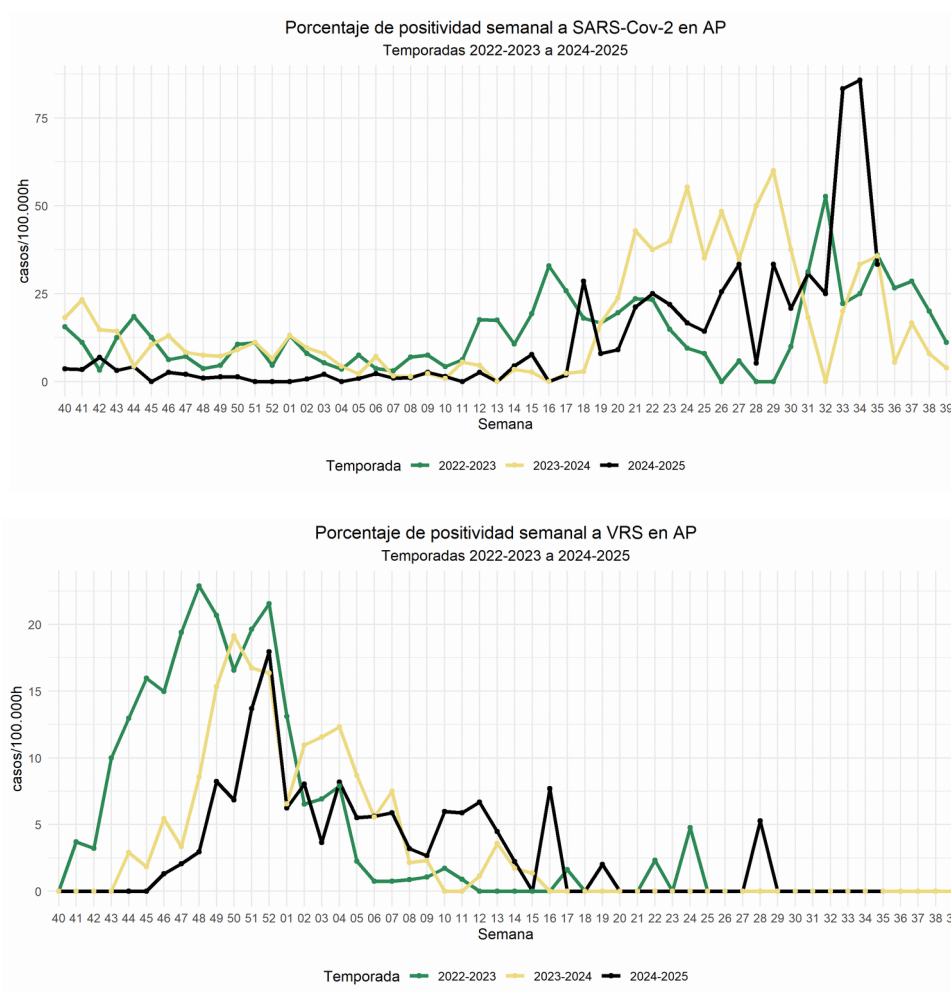 Porcentaje de positividad semanal a SARS-Cov-2 en AP
Temporadas 2022-2023 a 2024-2025
casos/100.000h
75
50
25
0
40 41 42 43 44 45 46 47 48 49 50 51 52 01 02 03 04 05 06 07 08 09 10 11 12 13 14 15 16 17 18 19 20 21 22 23 24 25 26 27 28 29 30 31 32 33 34 35 36 37 38 39
Semana
Temporada 2022-2023 2023-2024 2024-2025
Porcentaje de positividad semanal a VRS en AP
Temporadas 2022-2023 a 2024-2025
casos/100.000h
20
15
10
5
0
40 41 42 43 44 45 46 47 48 49 50 51 52 01 02 03 04 05 06 07 08 09 10 11 12 13 14 15 16 17 18 19 20 21 22 23 24 25 26 27 28 29 30 31 32 33 34 35 36 37 38
Semana
Temporada 2022-2023 2023-2024 2024-2025